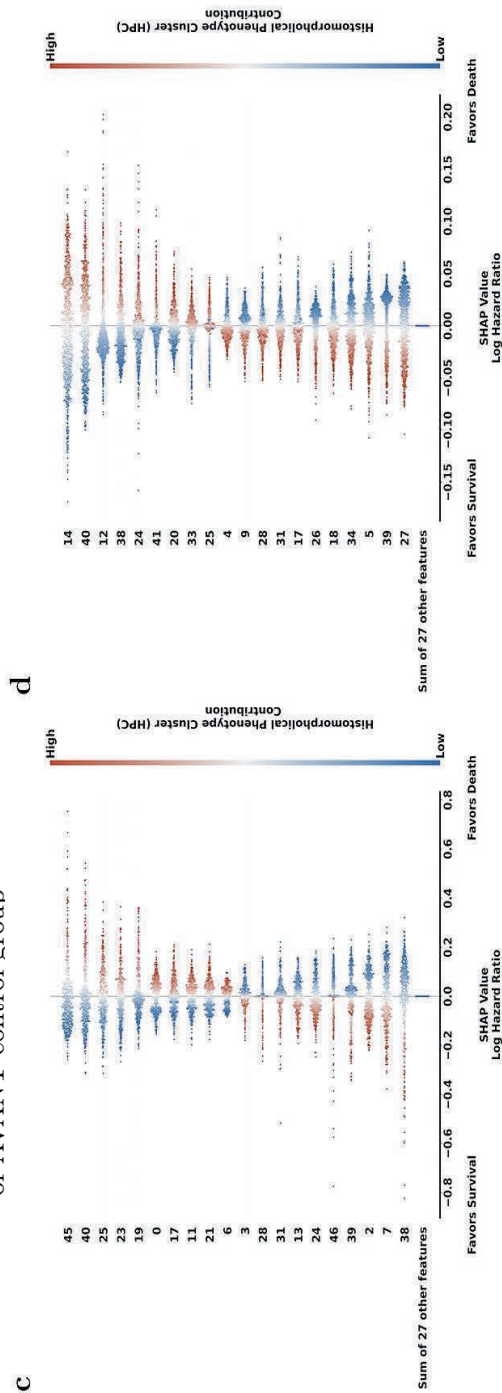 c
45
40
25
23
19
0
17
11
21
6
3
28
31
13
24
46
39
2
7
38
Sum of 27 other features
−0.8 −0.6 −0.4 −0.2 0.0 0.2 0.4 0.6 0.8
Favors Survival
SHAP Value
Log Hazard Ratio
Favors Death
High
Low
Histomorpholical Phenotype Cluster (HPC)
Contribution
d
14
40
12
38
24
41
20
33
25
4
9
28
31
17
26
18
34
5
39
27
Sum of 27 other features
−0.15 −0.10 −0.05 0.00 0.05 0.10 0.15 0.20
Favors Survival
SHAP Value
Log Hazard Ratio
Favors Death
High
Low
Histomorpholical Phenotype Cluster (HPC)
Contribution